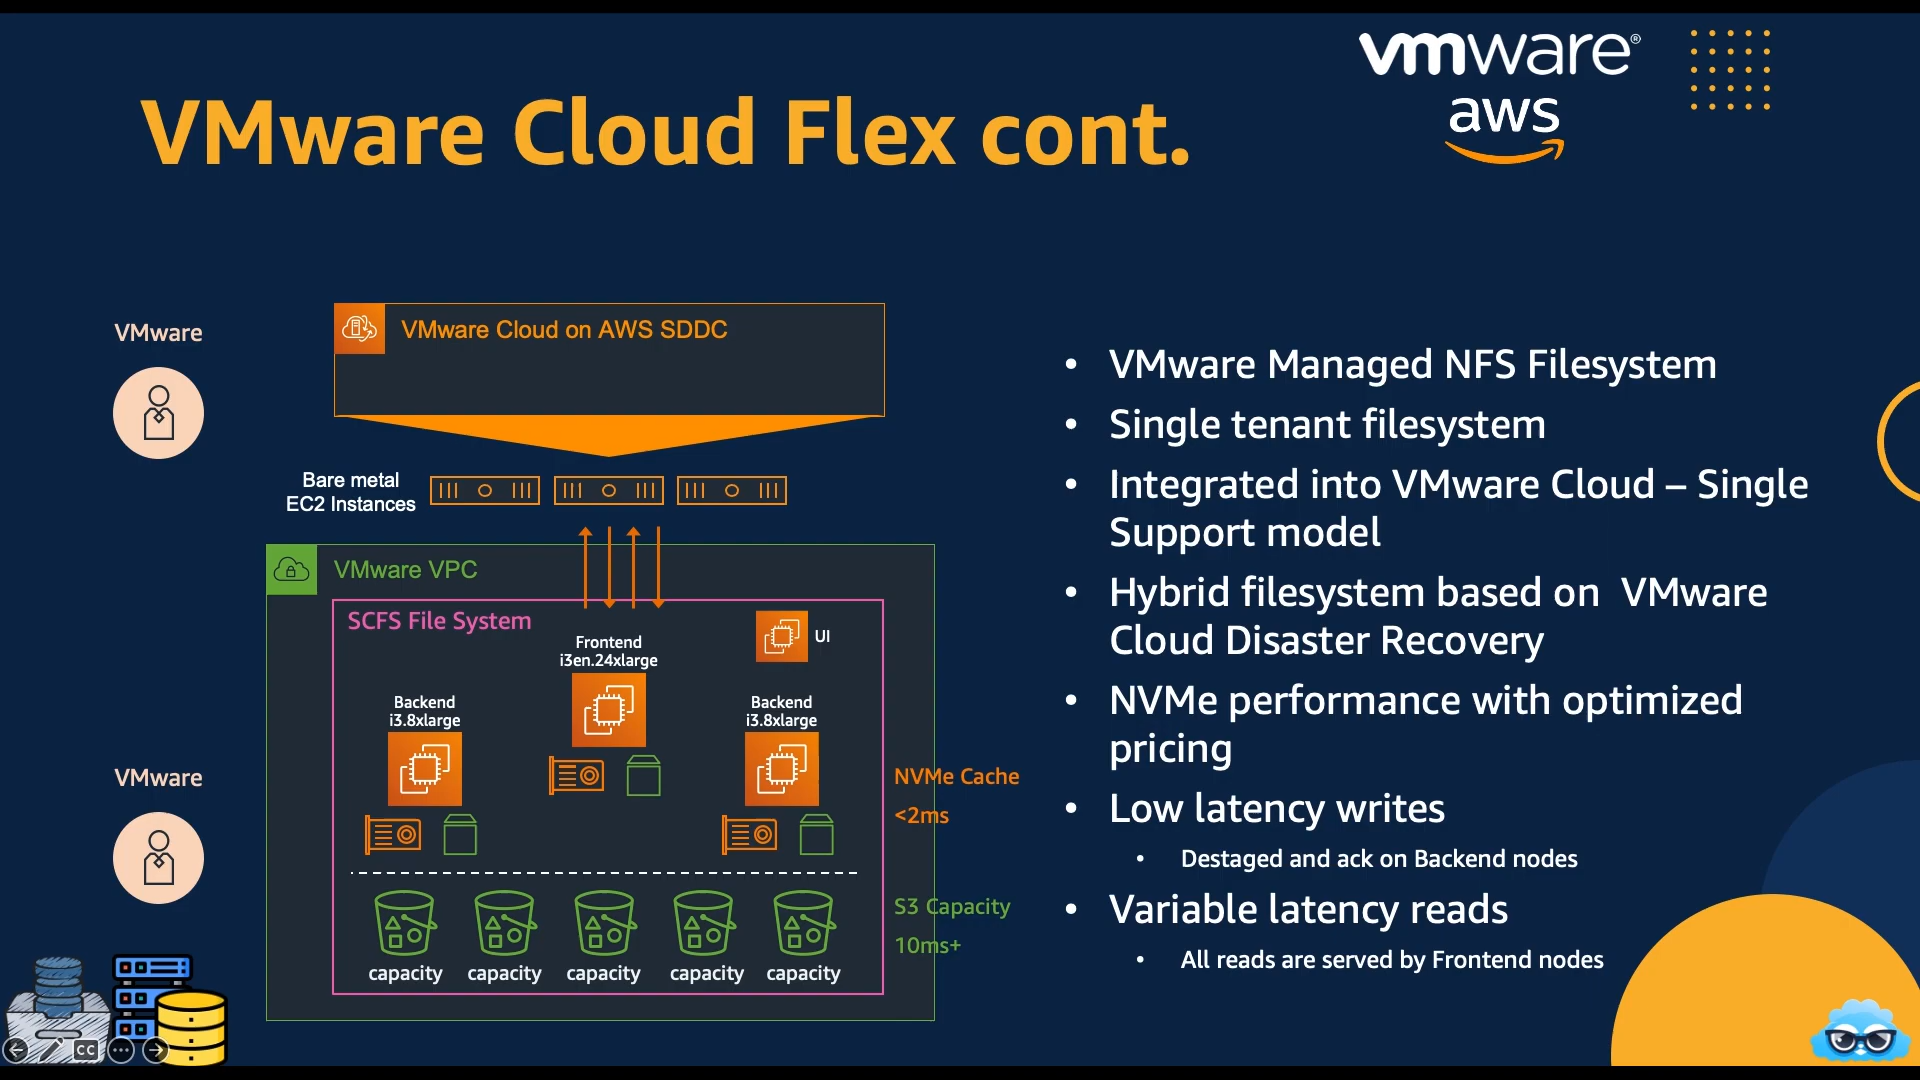 vmware®
aws
VMware Cloud Flex cont.
VMware
VMware Cloud on AWS SDDC
Bare metal
EC2 Instances
VMware VPC
SCFS File System
Frontend
i3en.24xlarge
UI
Backend
i3.8xlarge
Backend
i3.8xlarge
VMware
NVMe Cache
<2ms
S3 Capacity
10ms+
capacity
capacity
capacity
capacity
capacity
• VMware Managed NFS Filesystem
• Single tenant filesystem
• Integrated into VMware Cloud – Single
Support model
• Hybrid filesystem based on  VMware
Cloud Disaster Recovery
• NVMe performance with optimized
pricing
• Low latency writes
• Destaged and ack on Backend nodes
• Variable latency reads
• All reads are served by Frontend nodes
CC